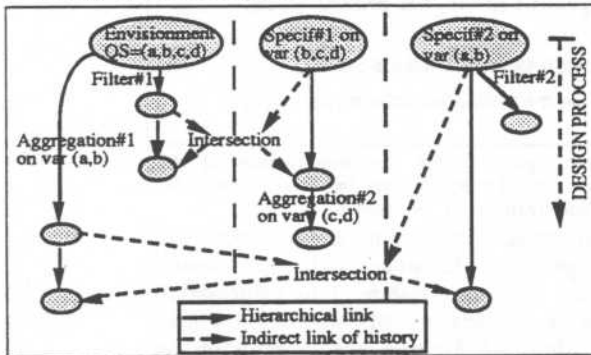 Envisionment
OS=(a,b,c,d)
Specif#1 on
var (b,c,d)
Specif#2 on
var (a,b)
Filter#1
Filter#2
Aggregation#1
on var (a,b)
Intersection
Aggregation#2
on var (c,d)
Intersection
DESIGN PROCESS
Hierarchical link
Indirect link of history